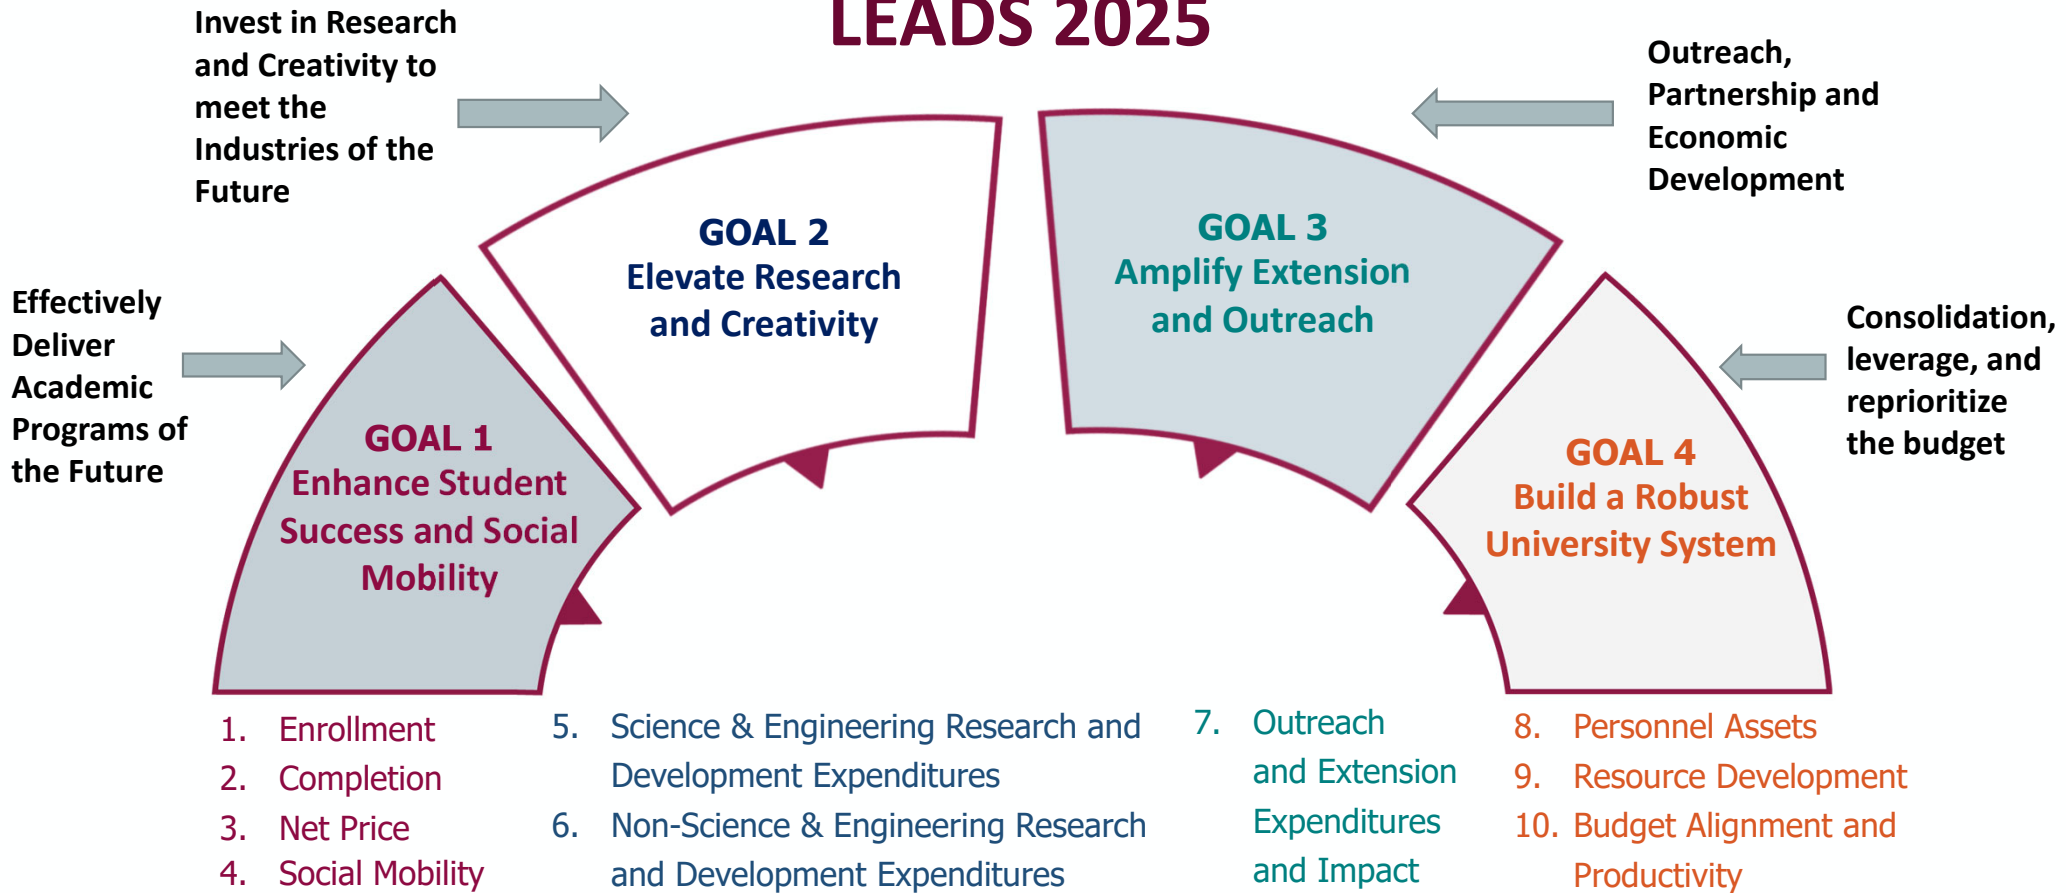 LEADS 2025
Invest in Research
and Creativity to
meet the
Industries of the
Future
Outreach,
Partnership and
Economic
Development
Effectively
Deliver
Academic
Programs of
the Future
Consolidation,
leverage, and
reprioritize
the budget
GOAL 1
Enhance Student
Success and Social
Mobility
GOAL 2
Elevate Research
and Creativity
GOAL 3
Amplify Extension
and Outreach
GOAL 4
Build a Robust
University System
1. Enrollment
2. Completion
3. Net Price
4. Social Mobility
5. Science & Engineering Research and
Development Expenditures
6. Non-Science & Engineering Research
and Development Expenditures
7. Outreach
and Extension
Expenditures
and Impact
8. Personnel Assets
9. Resource Development
10. Budget Alignment and
Productivity